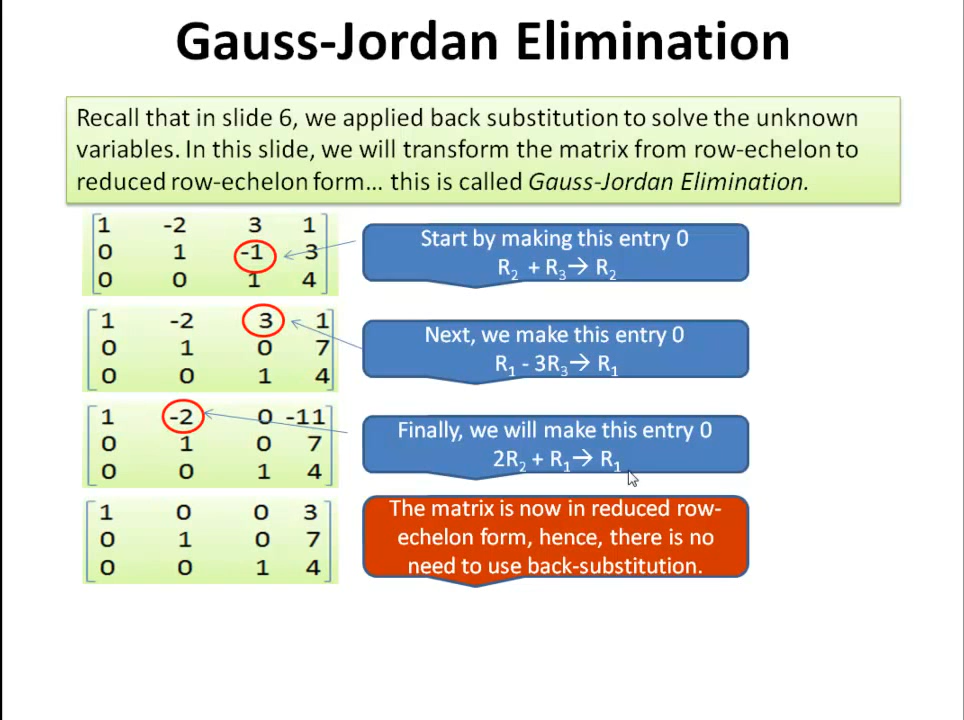 Gauss-Jordan Elimination
Recall that in slide 6, we applied back substitution to solve the unknown
variables. In this slide, we will transform the matrix from row-echelon to
reduced row-echelon form... this is called Gauss-Jordan Elimination.
1 -2 3 1
0 1 -1 3
0 0 1 4
Start by making this entry 0
R₂ + R₃→ R₂
1 -2 3 1
0 1 0 7
0 0 1 4
Next, we make this entry 0
R₁ - 3R₃→ R₁
1 -2 0 -11
0 1 0 7
0 0 1 4
Finally, we will make this entry 0
2R₂ + R₁→ R₁
1 0 0 3
0 1 0 7
0 0 1 4
The matrix is now in reduced row-
echelon form, hence, there is no
need to use back-substitution.